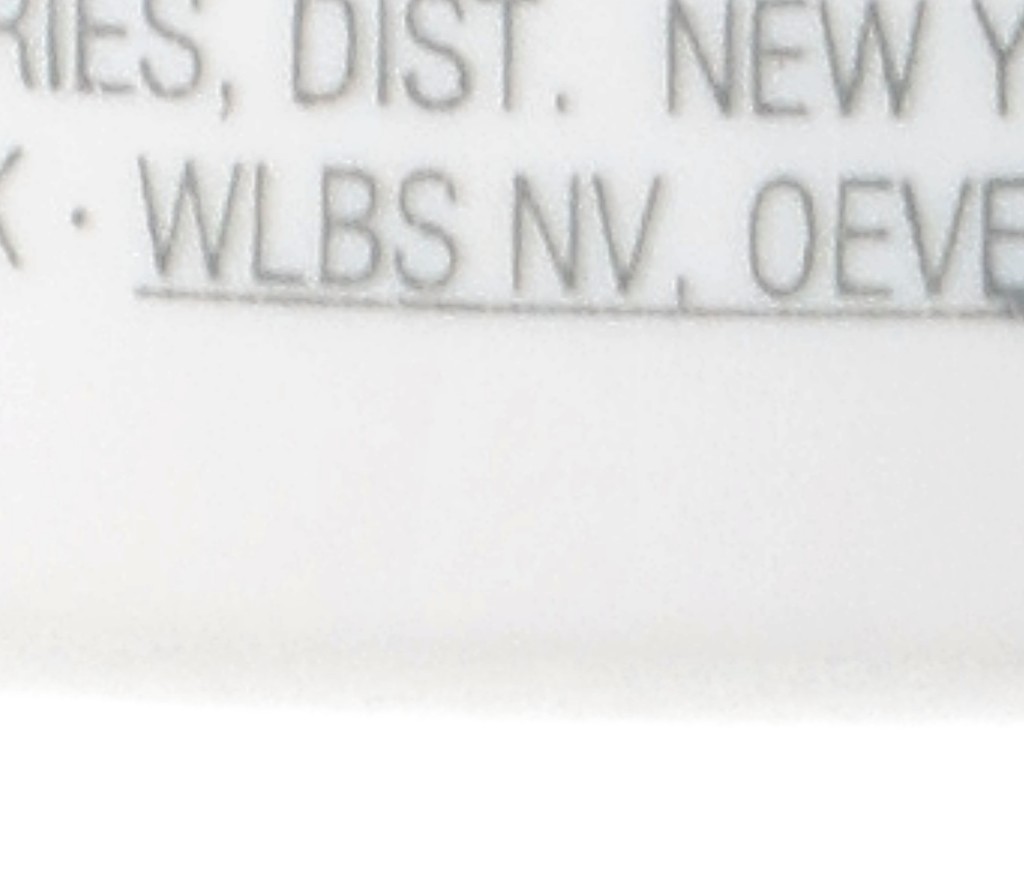 RIES, DIST. NEW Y
K · WLBS NV, OEVE